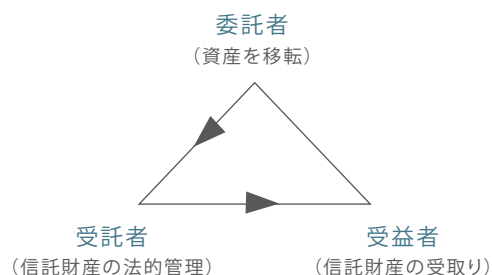 委託者
（資産を移転）
受託者
（信託財産の法的管理）
受益者
（信託財産の受取り）